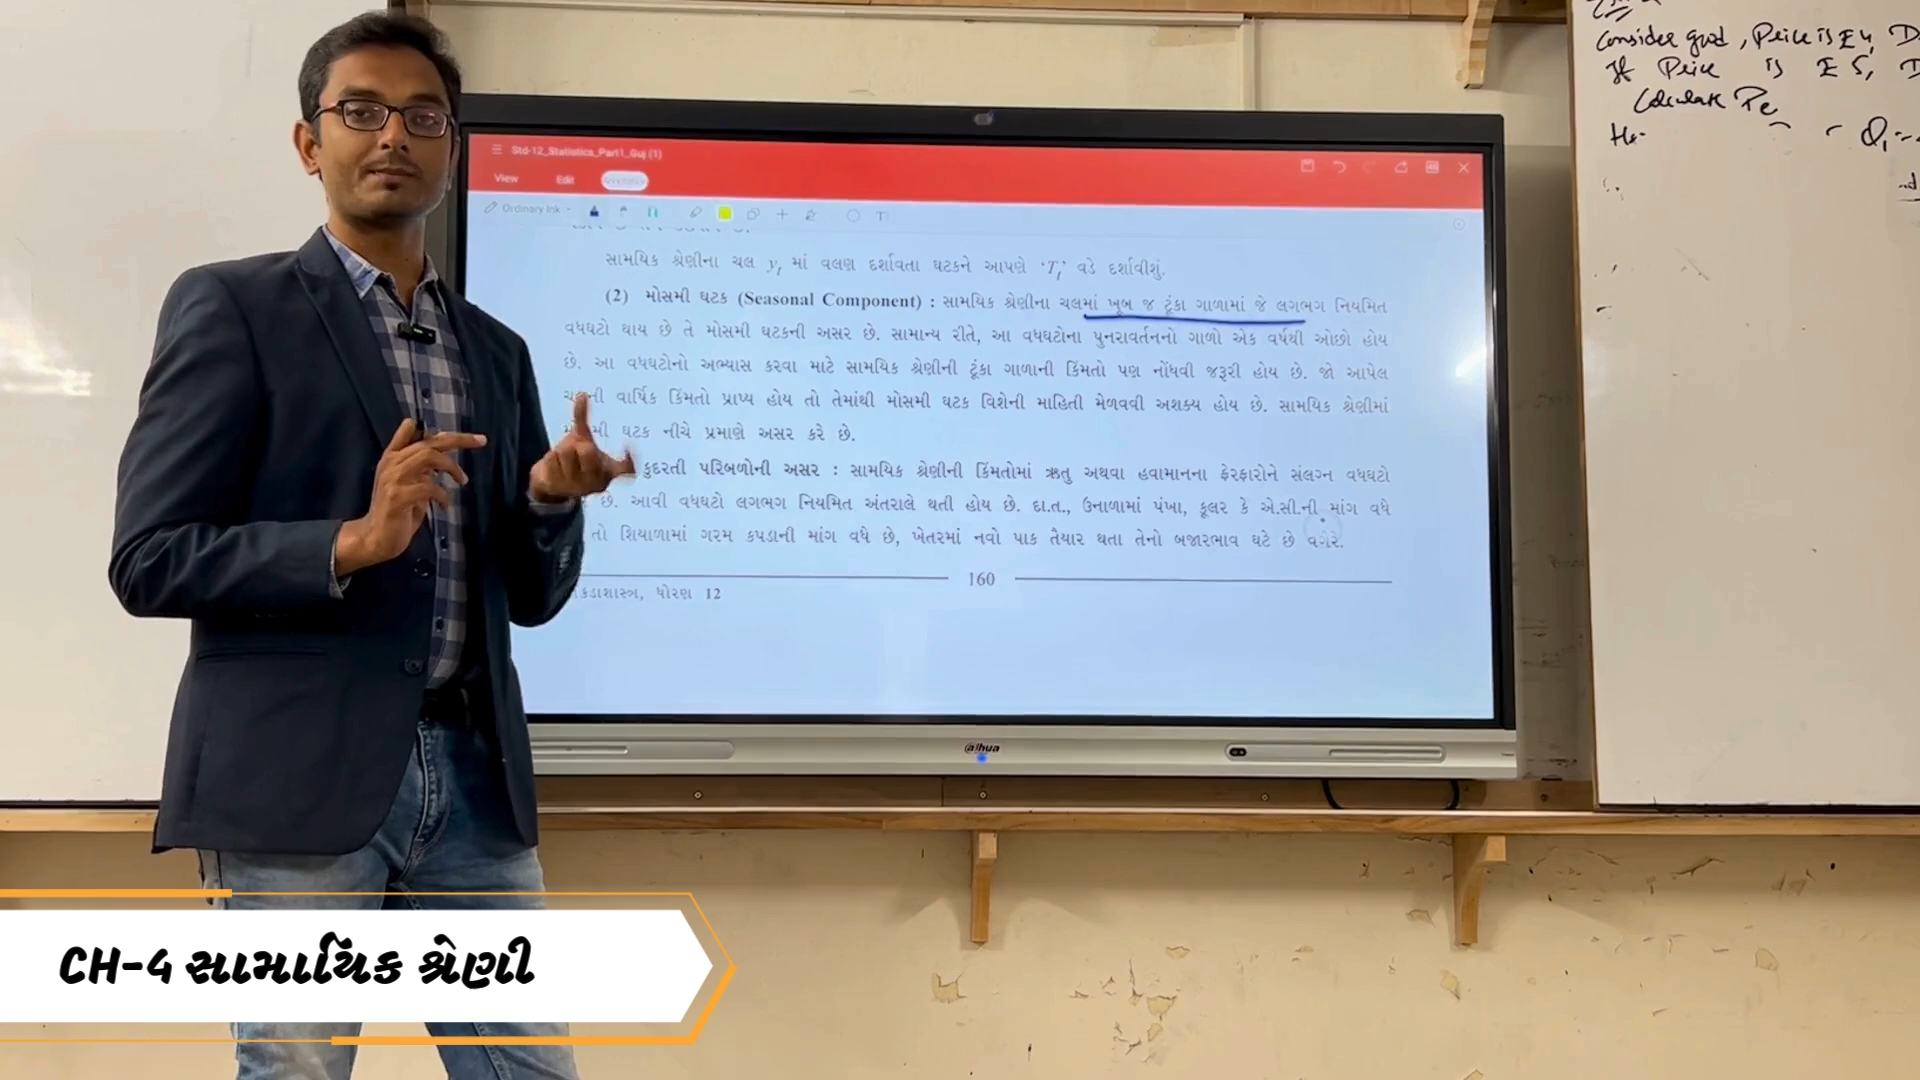 Consider good, Price is £4, D
If Price is £5, D
Calculate Pe
Std-12_Statistics_Part1_Guj (1)
View Edit
Ordinary Ink
સામયિક શ્રેણીના ચલ yt માં વલણ દર્શાવતા ઘટકને આપણે 'Tt' વડે દર્શાવીશું.
(2) મોસમી ઘટક (Seasonal Component) : સામયિક શ્રેણીના ચલમાં ખૂબ જ ટૂંકા ગાળામાં જે લગભગ નિયમિત
વધઘટો થાય છે તે મોસમી ઘટકની અસર છે. સામાન્ય રીતે, આ વધઘટોના પુનરાવર્તનનો ગાળો એક વર્ષથી ઓછો હોય
છે. આ વધઘટોનો અભ્યાસ કરવા માટે સામયિક શ્રેણીની ટૂંકા ગાળાની કિંમતો પણ નોંધવી જરૂરી હોય છે. જો આપેલ
વાર્ષિક કિંમતો પ્રાપ્ય હોય તો તેમાંથી મોસમી ઘટક વિશેની માહિતી મેળવવી અશક્ય હોય છે. સામયિક શ્રેણીમાં
ઘટક નીચે પ્રમાણે અસર કરે છે.
કુદરતી પરિબળોની અસર : સામયિક શ્રેણીની કિંમતોમાં ઋતુ અથવા હવામાનના ફેરફારોને સંલગ્ન વધઘટો
છે. આવી વધઘટો લગભગ નિયમિત અંતરાલે થતી હોય છે. દા.ત., ઉનાળામાં પંખા, કૂલર કે એ.સી.ની માંગ વધે
તો શિયાળામાં ગરમ કપડાની માંગ વધે છે, ખેતરમાં નવો પાક તૈયાર થતા તેનો બજારભાવ ઘટે છે વગેરે.
160
ધોરણ 12
alhua
CH-4 સામાયિક શ્રેણી